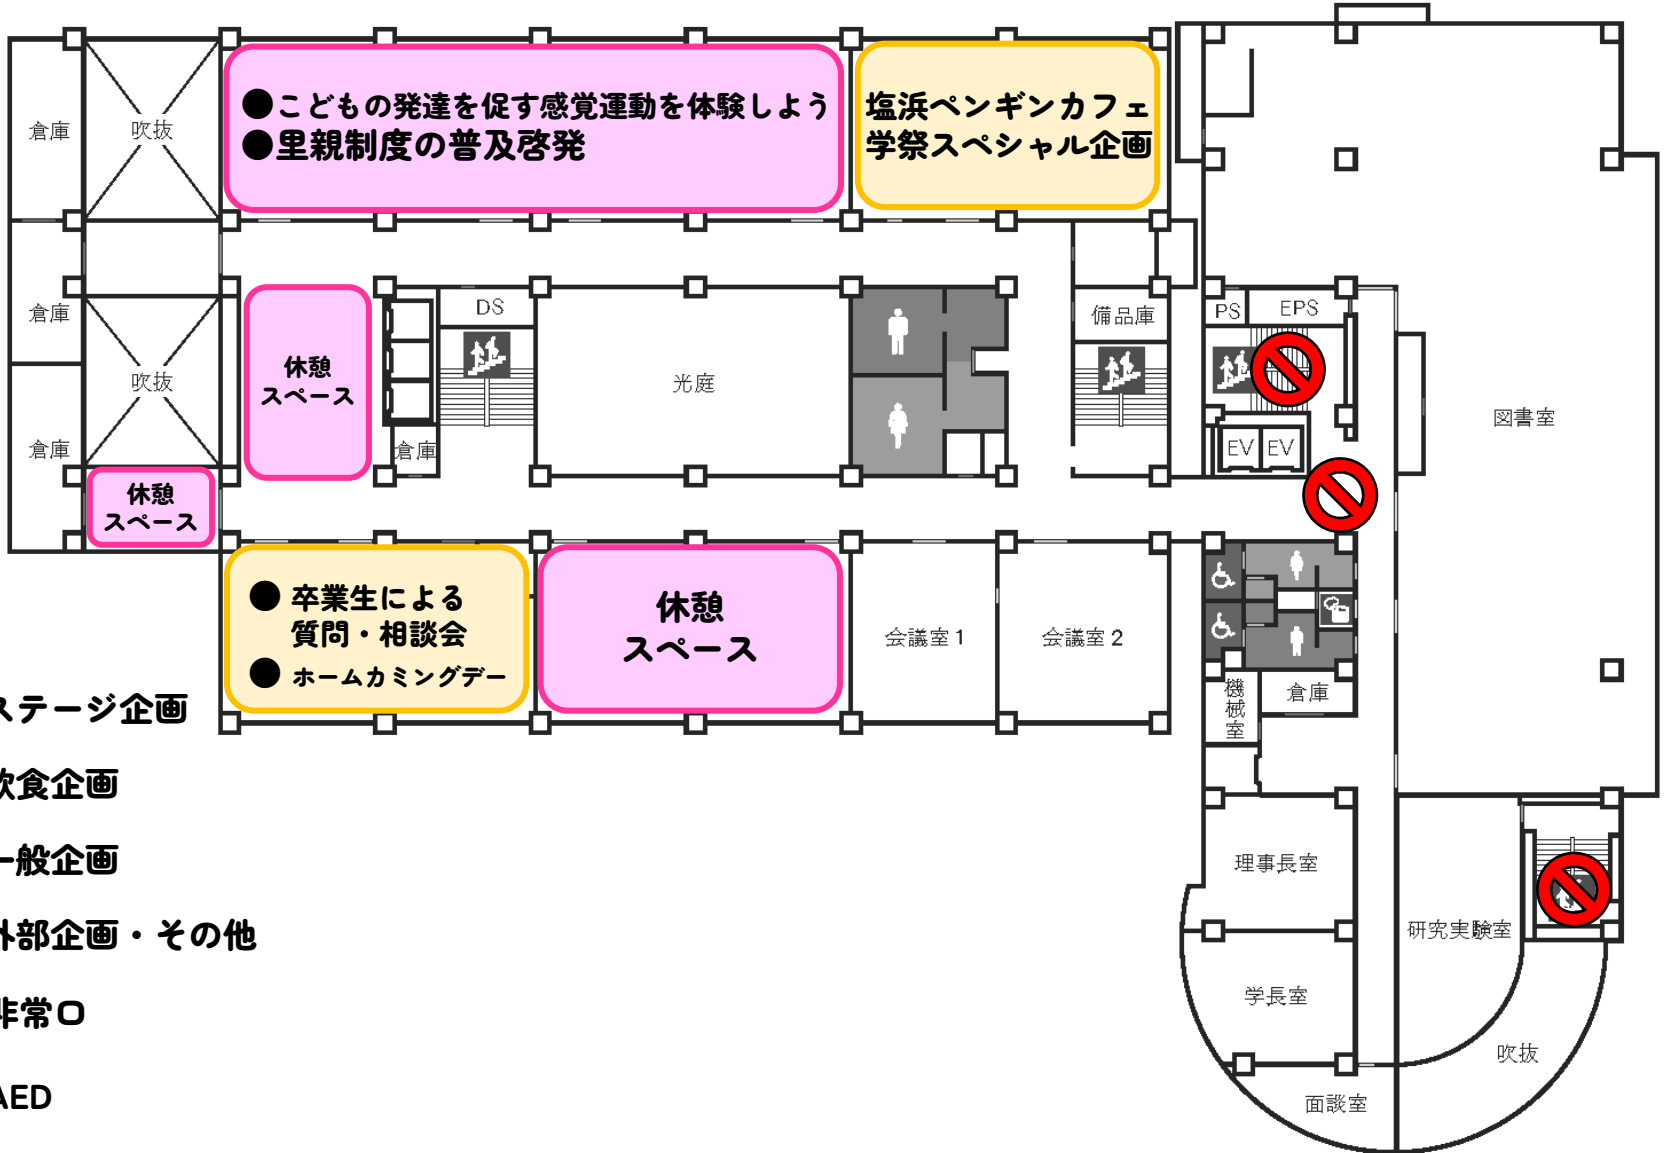 倉庫
吹抜
●こどもの発達を促す感覚運動を体験しよう
●里親制度の普及啓発
塩浜ペンギンカフェ
学祭スペシャル企画
倉庫
吹抜
休憩
スペース
DS
倉庫
光庭
備品庫
PS
EPS
EV
EV
図書室
倉庫
休憩
スペース
● 卒業生による
質問・相談会
● ホームカミングデー
休憩
スペース
会議室1
会議室2
機械室
倉庫
ステージ企画
飲食企画
一般企画
外部企画・その他
非常口
AED
理事長室
学長室
面談室
研究実験室
吹抜